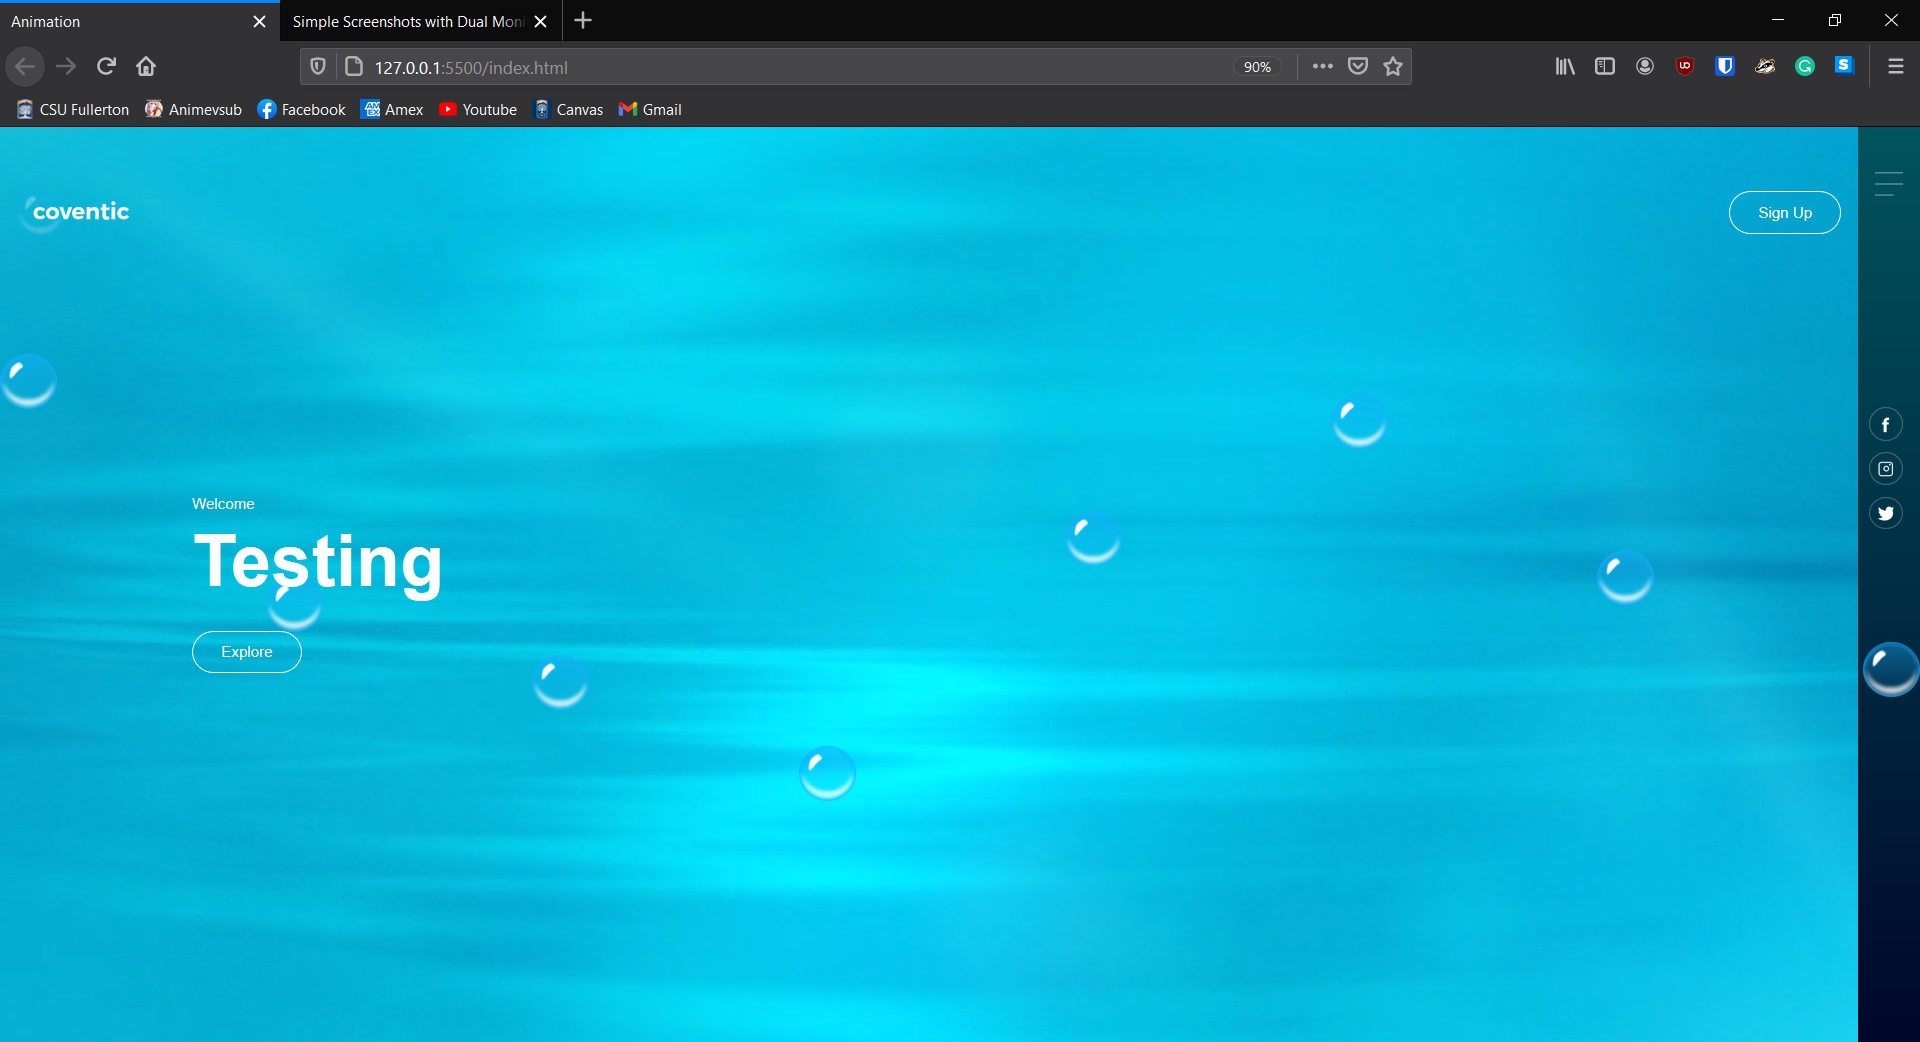 Animation
Simple Screenshots with Dual Moni
127.0.0.1:5500/index.html
90%
CSU Fullerton
Animevsub
Facebook
Amex
Youtube
Canvas
Gmail
coventic
Sign Up
Welcome
Testing
Explore